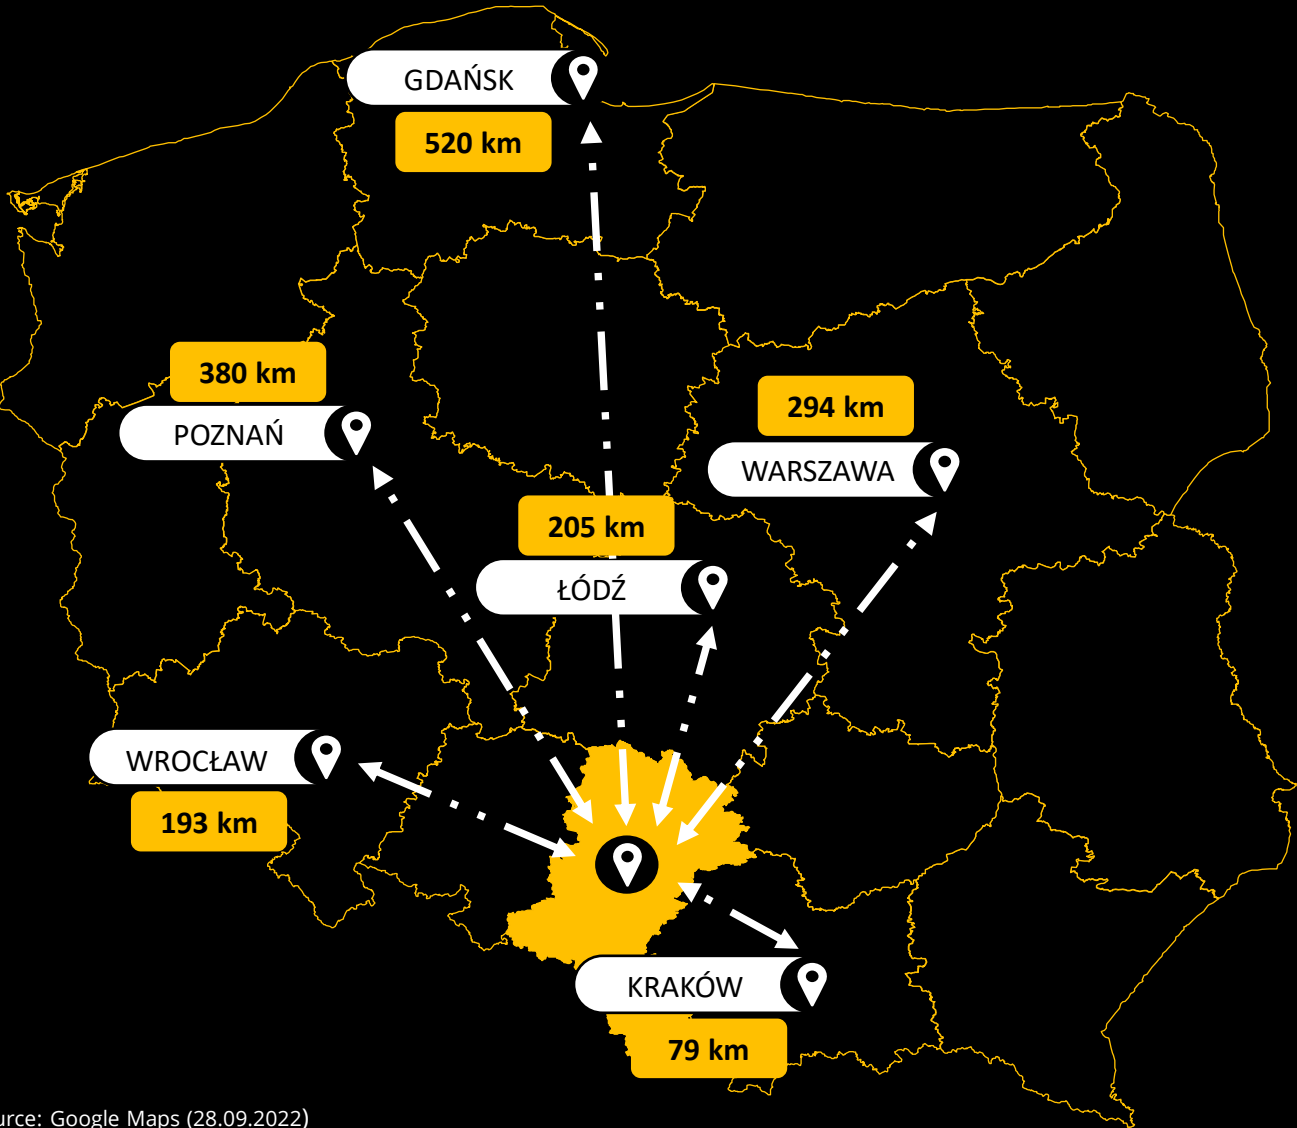 GDAŃSK
520 km
380 km
POZNAŃ
294 km
WARSZAWA
205 km
ŁÓDŹ
WROCŁAW
193 km
KRAKÓW
79 km
urce: Google Maps (28.09.2022)